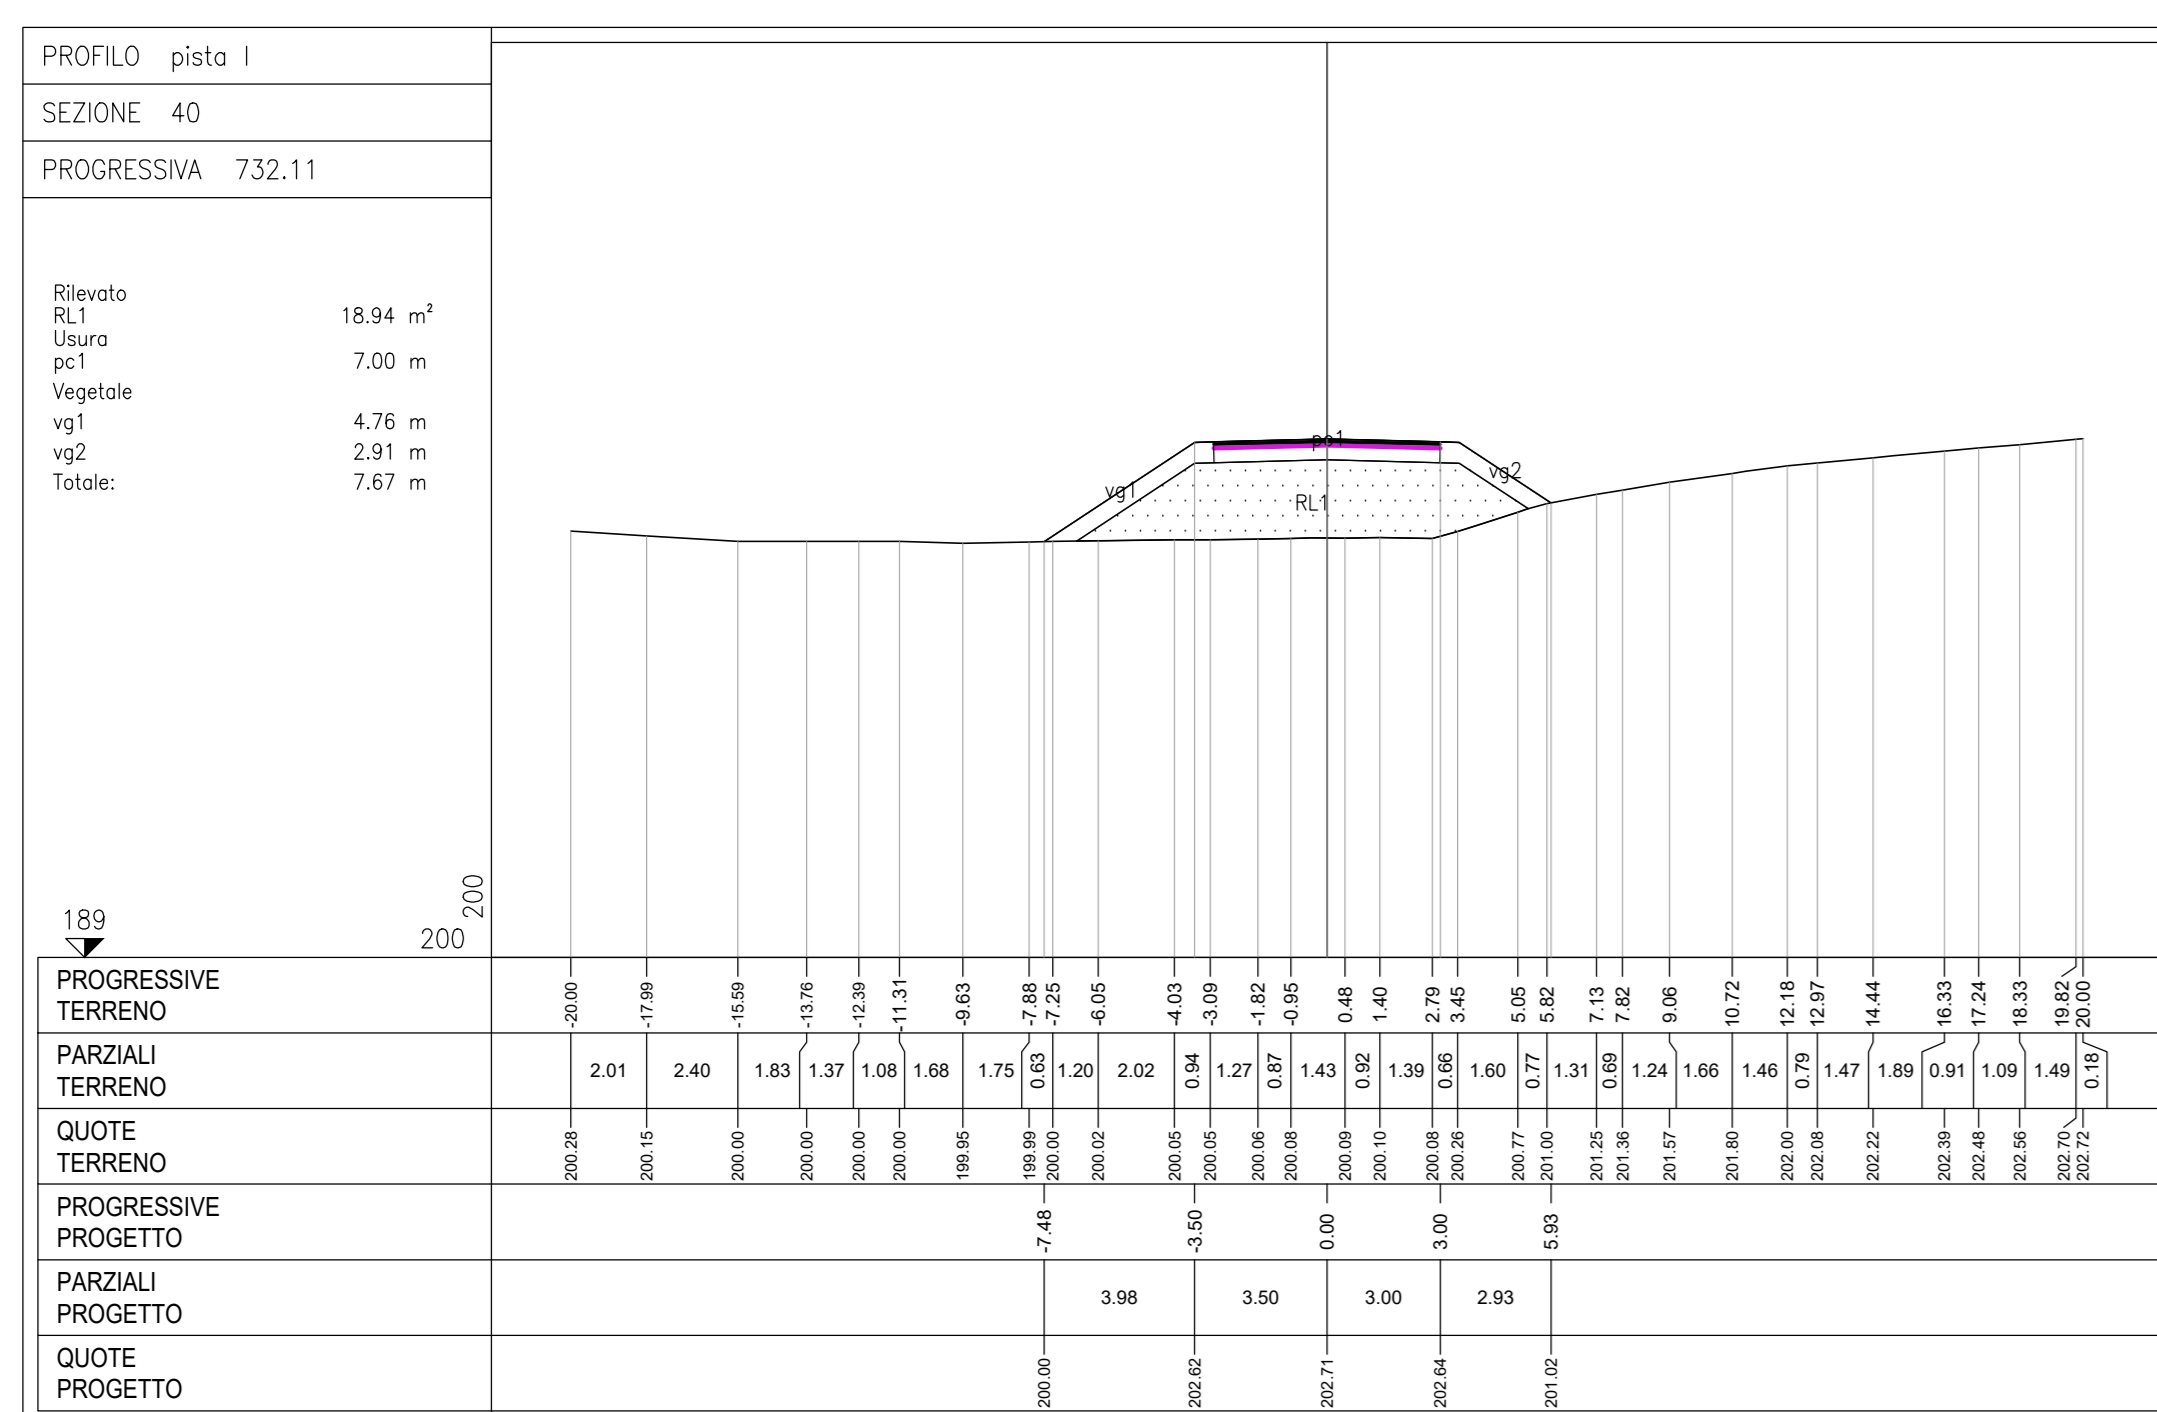 PROFILO pista I
SEZIONE 40
PROGRESSIVA 732.11
Rilevato
RL1 18.94 m²
Usura
pc1 7.00 m
Vegetale
vg1 4.76 m
vg2 2.91 m
Totale: 7.67 m
pc1
vg1
vg2
RL1
189
200
200
PROGRESSIVE
TERRENO
-20.00 -17.99 -15.59 -13.76 -12.39 -11.31 -9.63 -7.88 -7.25 -6.05 -4.03 -3.09 -1.82 -0.95 0.48 1.40 2.79 3.45 5.05 5.82 7.13 7.82 9.06 10.72 12.18 12.97 14.44 16.33 17.24 18.33 19.82 20.00
PARZIALI
TERRENO
2.01 2.40 1.83 1.37 1.08 1.68 1.75 0.63 1.20 2.02 0.94 1.27 0.87 1.43 0.92 1.39 0.66 1.60 0.77 1.31 0.69 1.24 1.66 1.46 0.79 1.47 1.89 0.91 1.09 1.49 0.18
QUOTE
TERRENO
200.28 200.15 200.00 200.00 200.00 200.00 199.95 199.99 200.00 200.02 200.05 200.05 200.06 200.08 200.09 200.10 200.08 200.26 200.77 201.00 201.25 201.36 201.57 201.80 202.00 202.08 202.22 202.39 202.48 202.56 202.70 202.72
PROGRESSIVE
PROGETTO
-7.48 -3.50 0.00 3.00 5.93
PARZIALI
PROGETTO
3.98 3.50 3.00 2.93
QUOTE
PROGETTO
200.00 202.62 202.71 202.64 201.02